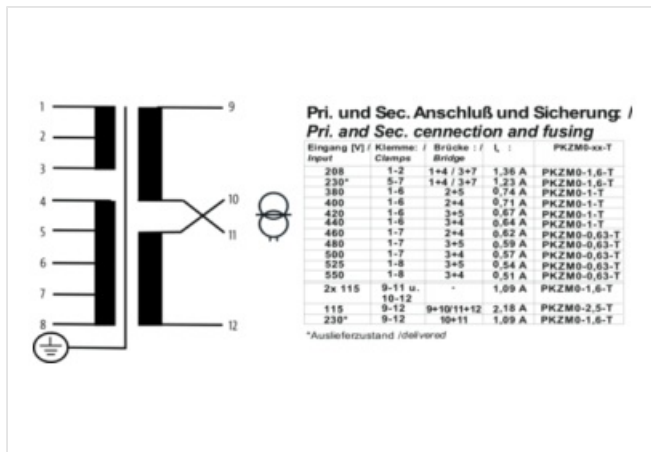 1
2
3
4
5
6
7
8
9
10
11
12
Pri. und Sec. Anschluß und Sicherung: /
Pri. and Sec. cennection and fusing
Eingang [V] / Klemme: / Brücke : / I, : PKZM0-xx-T
Input Clamps Bridge
208 1-2 1+4 / 3+7 1,36 A PKZM0-1,6-T
230* 5-7 1+4 / 3+7 1,23 A PKZM0-1,6-T
380 1-6 2+5 0,74 A PKZM0-1-T
400 1-6 2+4 0,71 A PKZM0-1-T
420 1-6 3+5 0,67 A PKZM0-1-T
440 1-6 3+4 0,64 A PKZM0-1-T
460 1-7 2+4 0,62 A PKZM0-0,63-T
480 1-7 3+5 0,59 A PKZM0-0,63-T
500 1-7 3+4 0,57 A PKZM0-0,63-T
525 1-8 3+5 0,54 A PKZM0-0,63-T
550 1-8 3+4 0,51 A PKZM0-0,63-T
2x 115 9-11 u. - 1,09 A PKZM0-1,6-T
10-12
115 9-12 9+10/11+12 2,18 A PKZM0-2,5-T
230* 9-12 10+11 1,09 A PKZM0-1,6-T
*Auslieferzustand /delivered